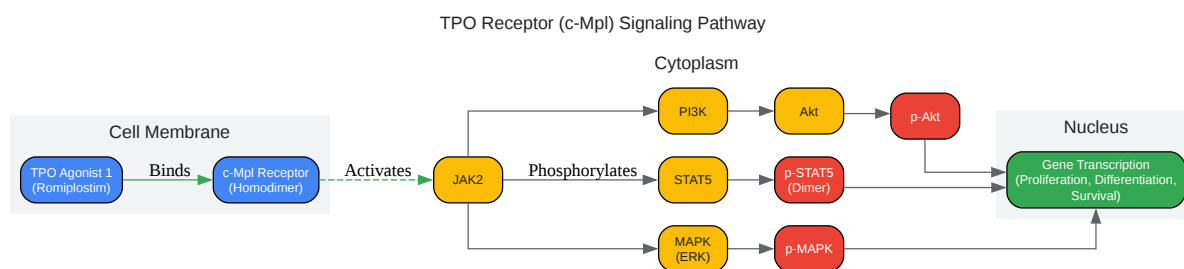 TPO Receptor (c-Mpl) Signaling Pathway
Cytoplasm
Cell Membrane
Nucleus
TPO Agonist 1
(Romiplostim)
Binds
c-Mpl Receptor
(Homodimer)
Activates
JAK2
Phosphorylates
PI3K
Akt
p-Akt
STAT5
p-STAT5
(Dimer)
MAPK
(ERK)
p-MAPK
Gene Transcription
(Proliferation, Differentiation,
Survival)